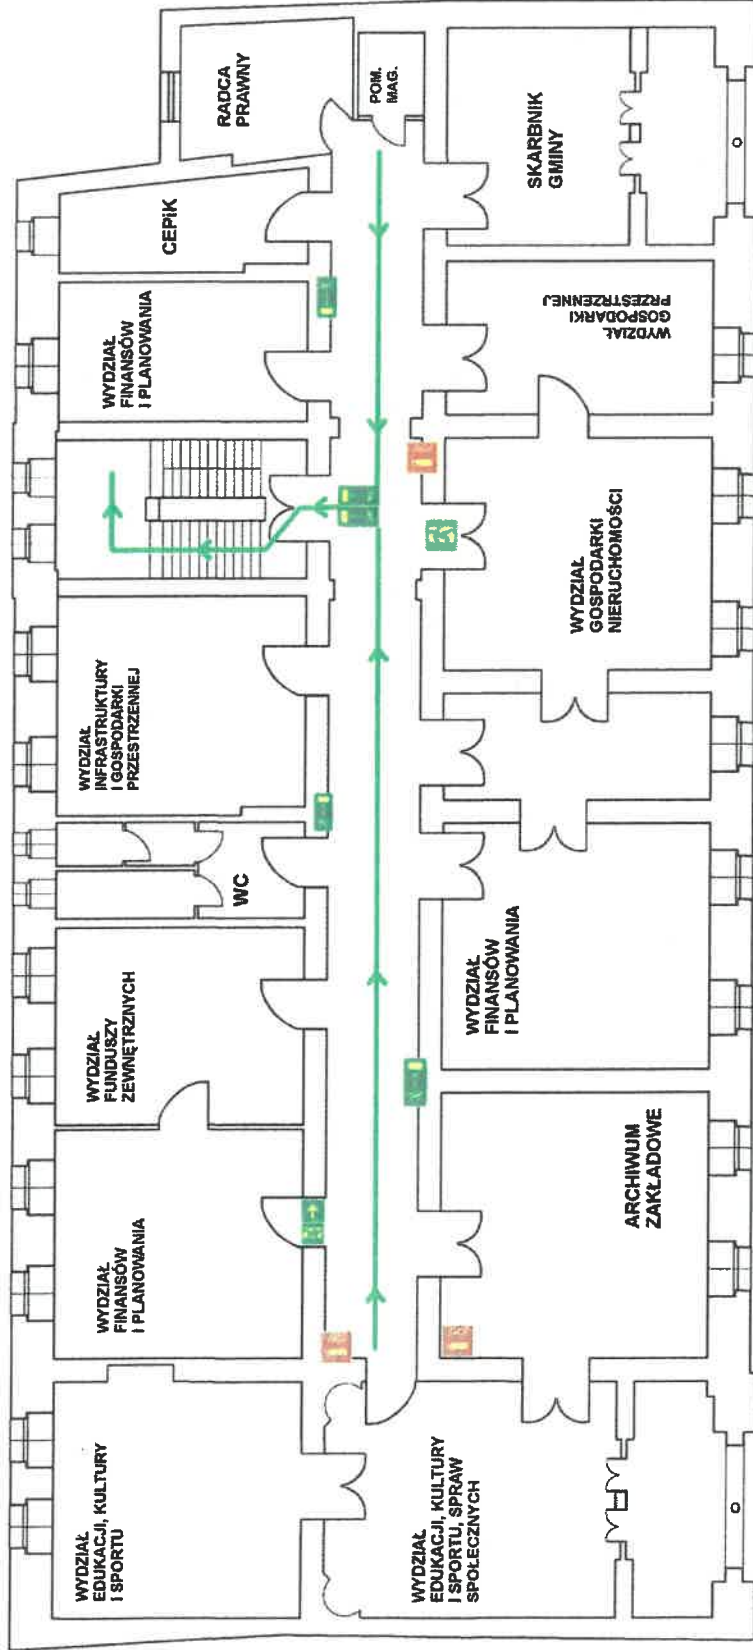 WYDZIAŁ
EDUKACJI, KULTURY
I SPORTU
WYDZIAŁ
FINANSÓW
I PLANOWANIA
WYDZIAŁ
FUNDUSZY
ZEWNĘTRZNYCH
WC
WYDZIAŁ
INFRASTRUKTURY
I GOSPODARKI
PRZESTRZENNEJ
WYDZIAŁ
FINANSÓW
I PLANOWANIA
CEPiK
RADCA
PRAWNY
POM.
MAG.
WYDZIAŁ
EDUKACJI, KULTURY
I SPORTU, SPRAW
SPOŁECZNYCH
ARCHIWUM
ZAKŁADOWE
WYDZIAŁ
FINANSÓW
I PLANOWANIA
WYDZIAŁ
GOSPODARKI
NIERUCHOMOŚCI
WYDZIAŁ
GOSPODARKI
PRZESTRZENNEJ
SKARBNIK
GMINY